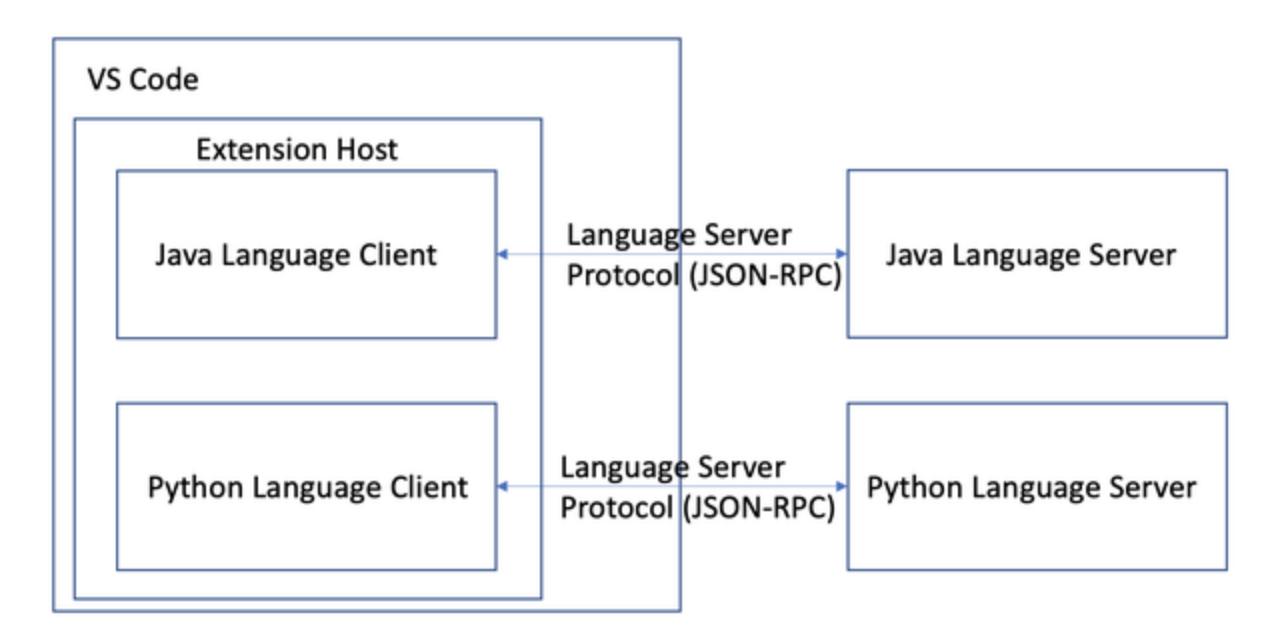 VS Code
Extension Host
Java Language Client
Language Server
Protocol (JSON-RPC)
Java Language Server
Python Language Client
Language Server
Protocol (JSON-RPC)
Python Language Server